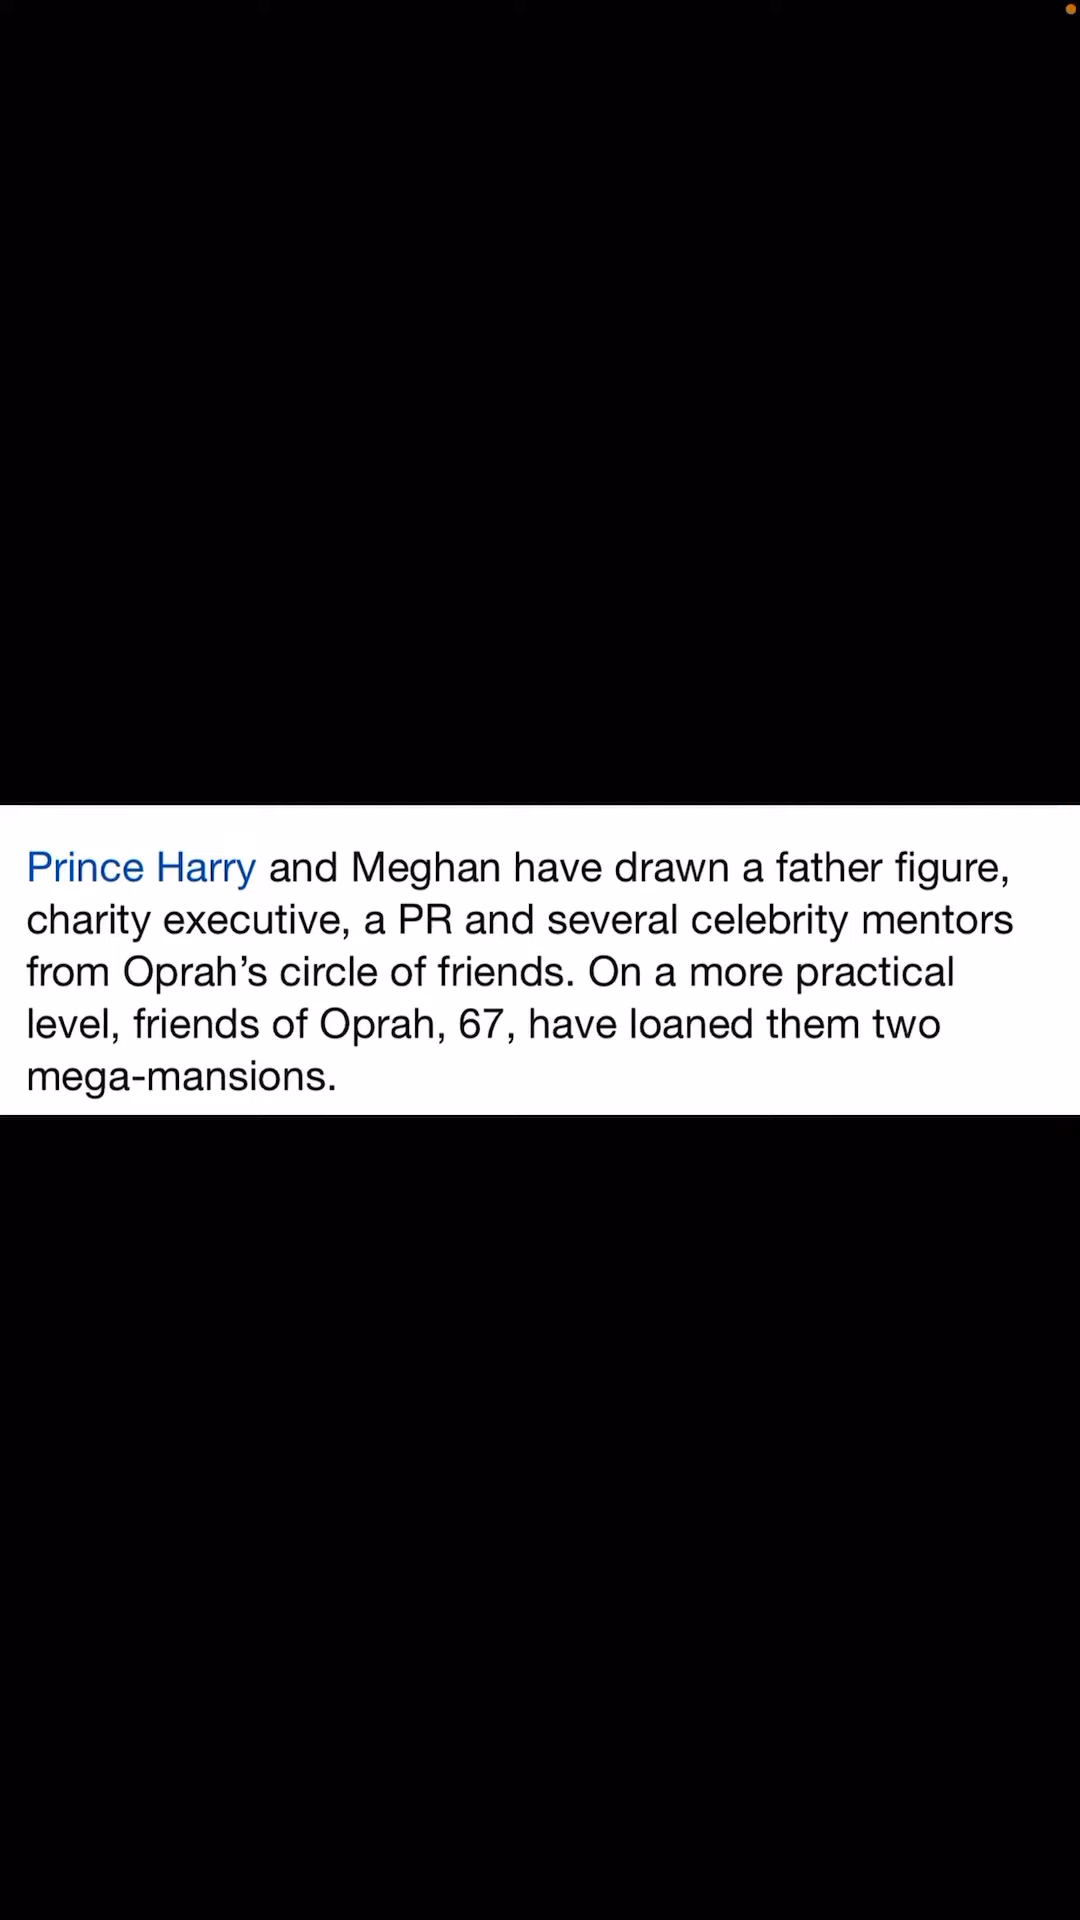 Prince Harry and Meghan have drawn a father figure,
charity executive, a PR and several celebrity mentors
from Oprah’s circle of friends. On a more practical
level, friends of Oprah, 67, have loaned them two
mega-mansions.